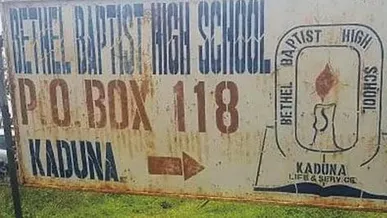 BETHEL BAPTIST HIGH SCHOOL
P.O. BOX 118
KADUNA
BETHEL BAPTIST HIGH SCHOOL
KADUNA
LIFE & SERVICE